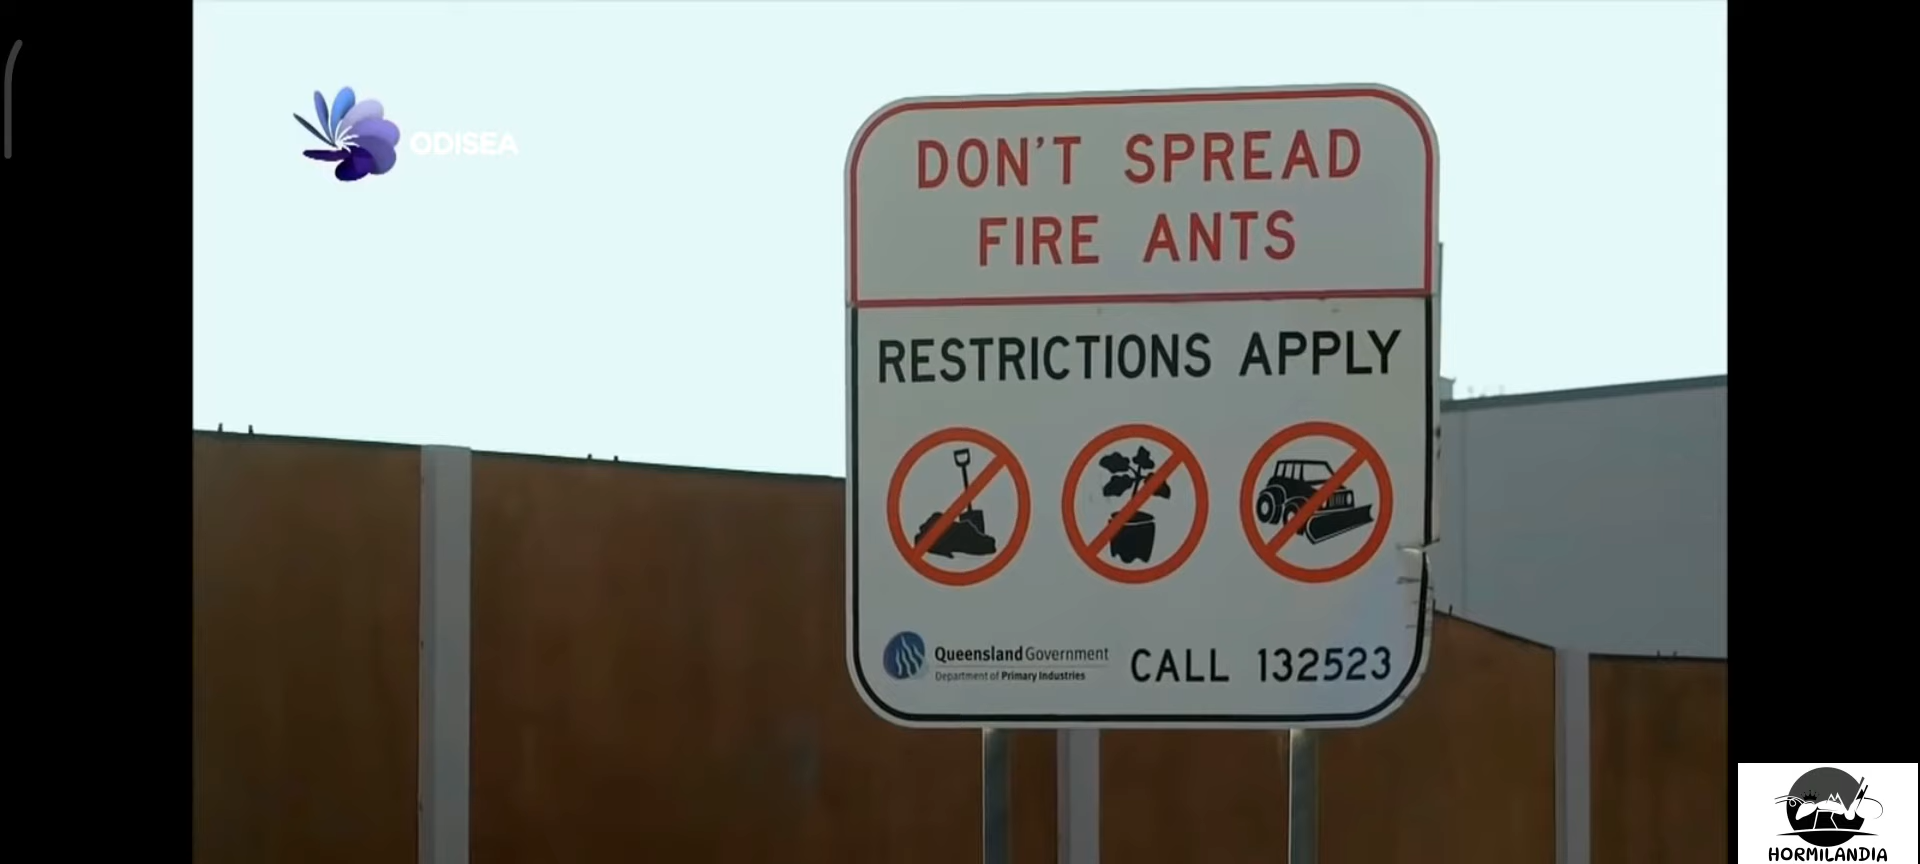 ODISEA
DON'T SPREAD
FIRE ANTS
RESTRICTIONS APPLY
Queensland Government
Department of Primary Industries
CALL 132523
HORMILANDIA